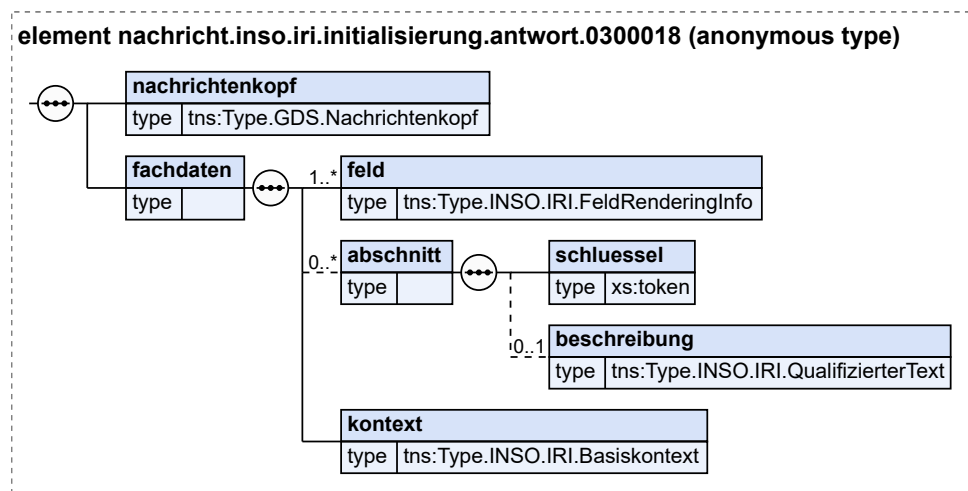 element nachricht.inso.iri.initialisierung.antwort.0300018 (anonymous type)
nachrichtenkopf
type tns:Type.GDS.Nachrichtenkopf
fachdaten
type
1..* feld
type tns:Type.INSO.IRI.FeldRenderingInfo
0..* abschnitt
type
schluessel
type xs:token
0..1 beschreibung
type tns:Type.INSO.IRI.QualifizierterText
kontext
type tns:Type.INSO.IRI.Basiskontext